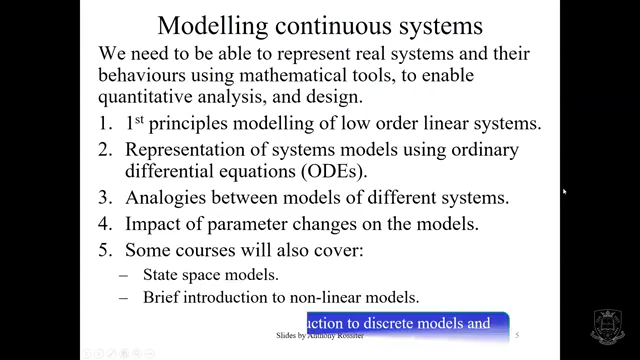 Modelling continuous systems
We need to be able to represent real systems and their
behaviours using mathematical tools, to enable
quantitative analysis, and design.
1. 1st principles modelling of low order linear systems.
2. Representation of systems models using ordinary
differential equations (ODEs).
3. Analogies between models of different systems.
4. Impact of parameter changes on the models.
5. Some courses will also cover:
– State space models.
– Brief introduction to non-linear models.
uction to discrete models and
Slides by Anthony Rossiter
5